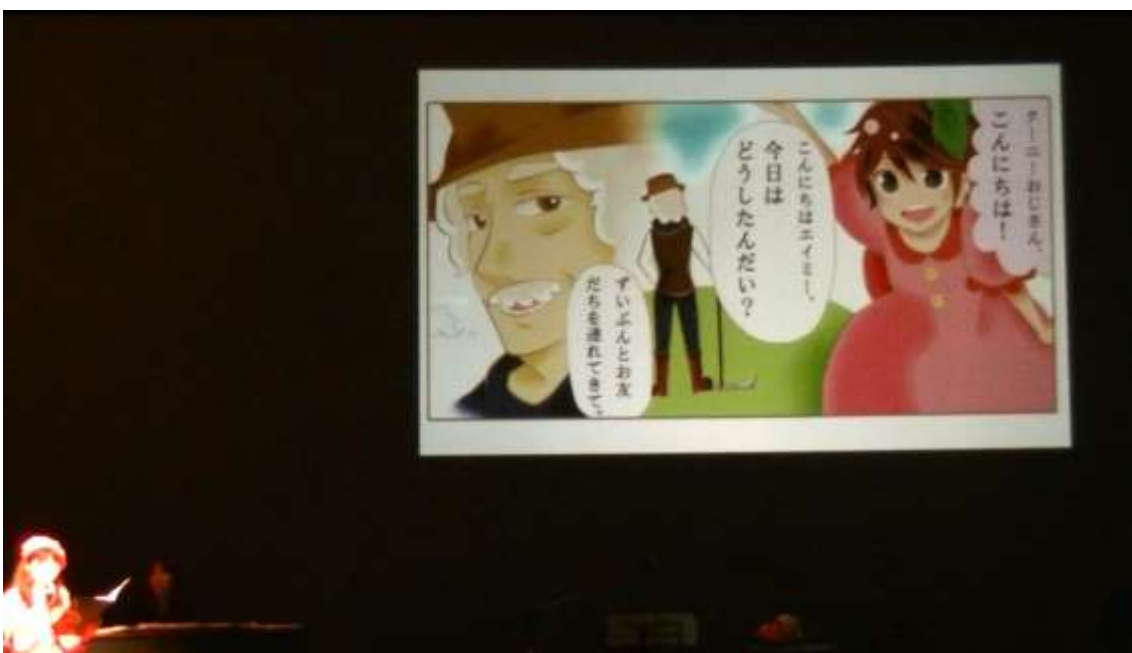 クーニーおじさん、
こんにちは！
こんにちはエイミー。
今日は
どうしたんだい？
ずいぶんとお友
だちを連れてきて。